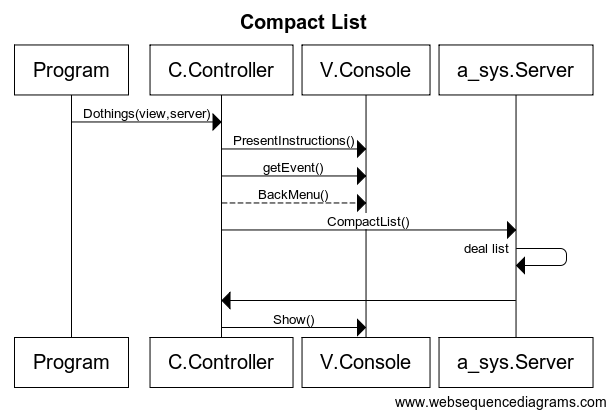 Compact List
Program C.Controller V.Console a_sys.Server
Dothings(view,server)
PresentInstructions()
getEvent()
BackMenu()
CompactList()
deal list
Show()
Program C.Controller V.Console a_sys.Server
www.websequencediagrams.com